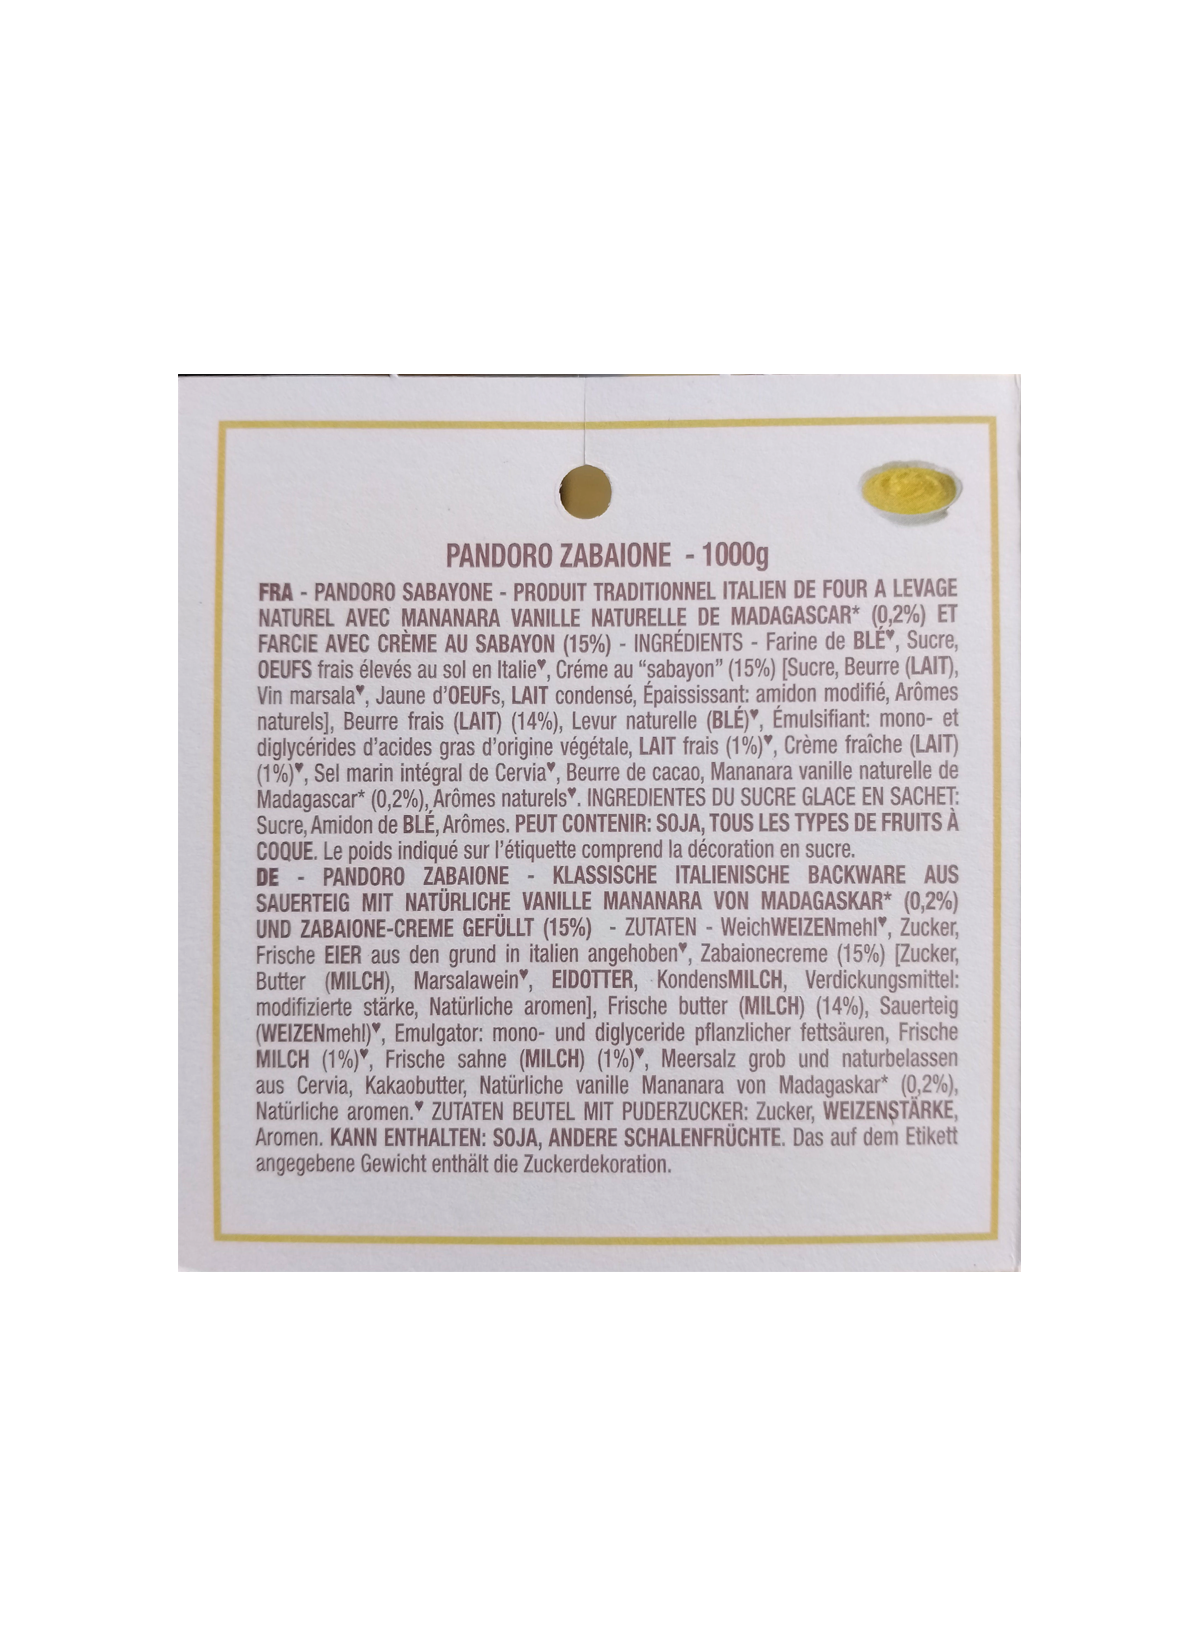 PANDORO ZABAIONE - 1000g
FRA - PANDORO SABAYONE - PRODUIT TRADITIONNEL ITALIEN DE FOUR A LEVAGE
NATUREL AVEC MANANARA VANILLE NATURELLE DE MADAGASCAR* (0,2%) ET
FARCIE AVEC CRÈME AU SABAYON (15%) - INGRÉDIENTS - Farine de BLÉ♥, Sucre,
OEUFS frais élevés au sol en Italie♥, Créme au “sabayon” (15%) [Sucre, Beurre (LAIT),
Vin marsala♥, Jaune d’OEUFs, LAIT condensé, Épaississant: amidon modifié, Arômes
naturels], Beurre frais (LAIT) (14%), Levur naturelle (BLÉ)♥, Émulsifiant: mono- et
diglycérides d’acides gras d’origine végétale, LAIT frais (1%)♥, Crème fraîche (LAIT)
(1%)♥, Sel marin intégral de Cervia♥, Beurre de cacao, Mananara vanille naturelle de
Madagascar* (0,2%), Arômes naturels♥. INGREDIENTES DU SUCRE GLACE EN SACHET:
Sucre, Amidon de BLÉ, Arômes. PEUT CONTENIR: SOJA, TOUS LES TYPES DE FRUITS À
COQUE. Le poids indiqué sur l’étiquette comprend la décoration en sucre.
DE - PANDORO ZABAIONE - KLASSISCHE ITALIENISCHE BACKWARE AUS
SAUERTEIG MIT NATÜRLICHE VANILLE MANANARA VON MADAGASKAR* (0,2%)
UND ZABAIONE-CREME GEFÜLLT (15%) - ZUTATEN - WeichWEIZENmehl♥, Zucker,
Frische EIER aus den grund in italien angehoben♥, Zabaionecreme (15%) [Zucker,
Butter (MILCH), Marsalawein♥, EIDOTTER, KondensMILCH, Verdickungsmittel:
modifizierte stärke, Natürliche aromen], Frische butter (MILCH) (14%), Sauerteig
(WEIZENmehl)♥, Emulgator: mono- und diglyceride pflanzlicher fettsäuren, Frische
MILCH (1%)♥, Frische sahne (MILCH) (1%)♥, Meersalz grob und naturbelassen
aus Cervia, Kakaobutter, Natürliche vanille Mananara von Madagaskar* (0,2%),
Natürliche aromen.♥ ZUTATEN BEUTEL MIT PUDERZUCKER: Zucker, WEIZENSTÄRKE,
Aromen. KANN ENTHALTEN: SOJA, ANDERE SCHALENFRÜCHTE. Das auf dem Etikett
angegebene Gewicht enthält die Zuckerdekoration.